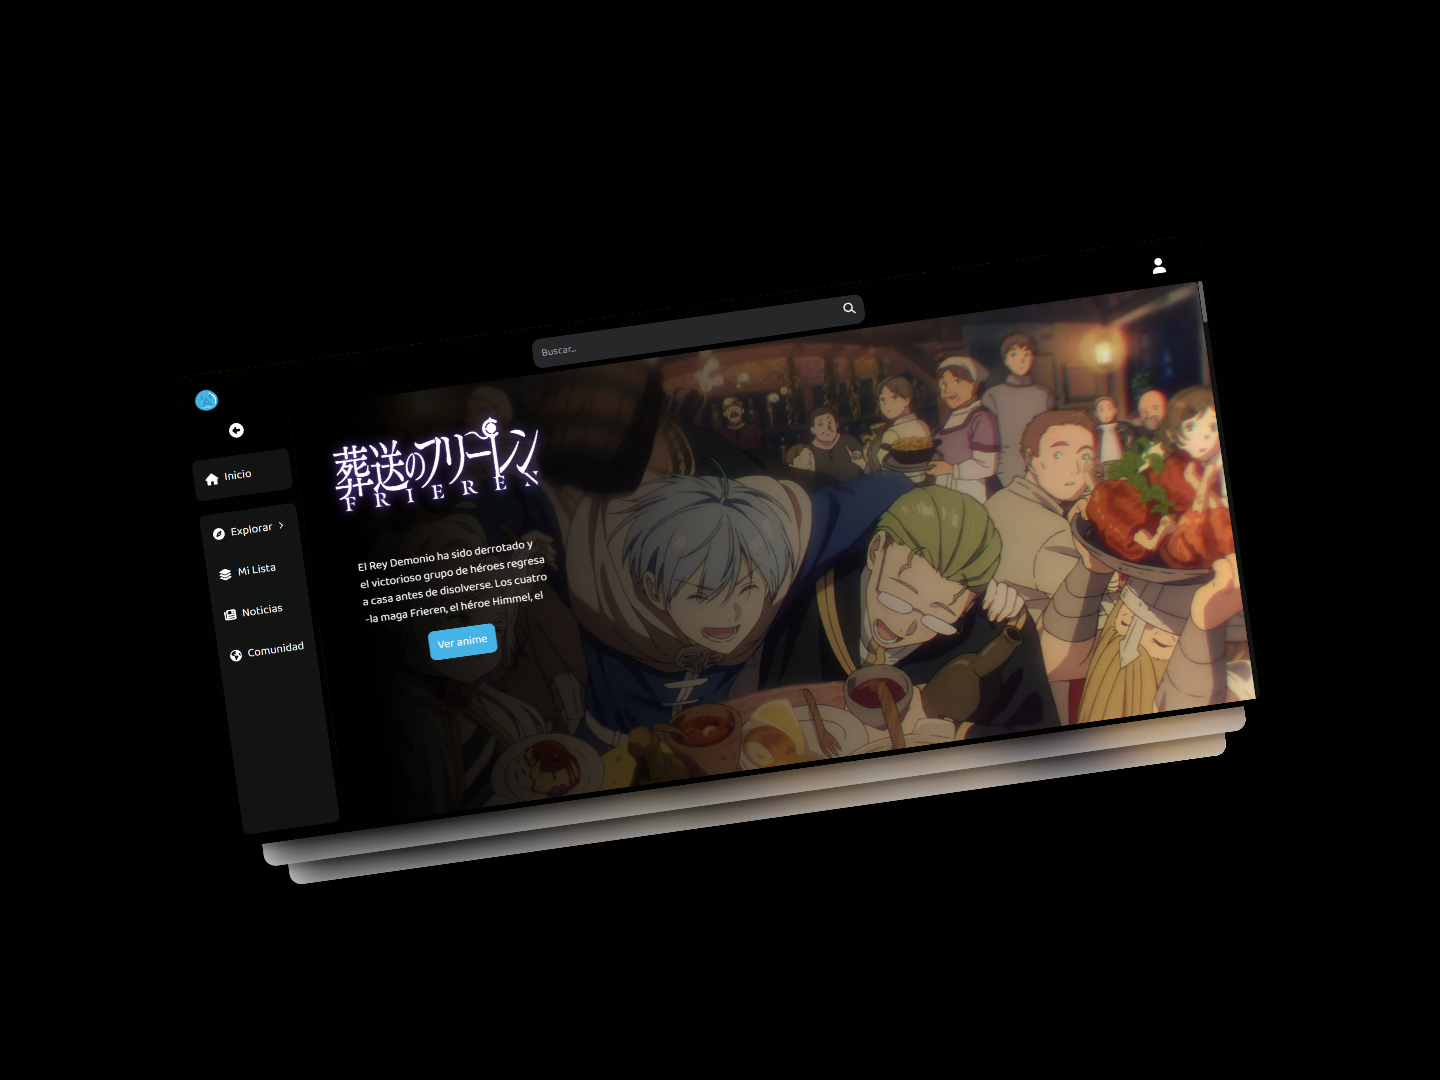 Buscar...
Inicio
Explorar
Mi Lista
Noticias
Comunidad
葬送のフリーレン
FRIEREN
El Rey Demonio ha sido derrotado y
el victorioso grupo de héroes regresa
a casa antes de disolverse. Los cuatro
-la maga Frieren, el héroe Himmel, el
Ver anime